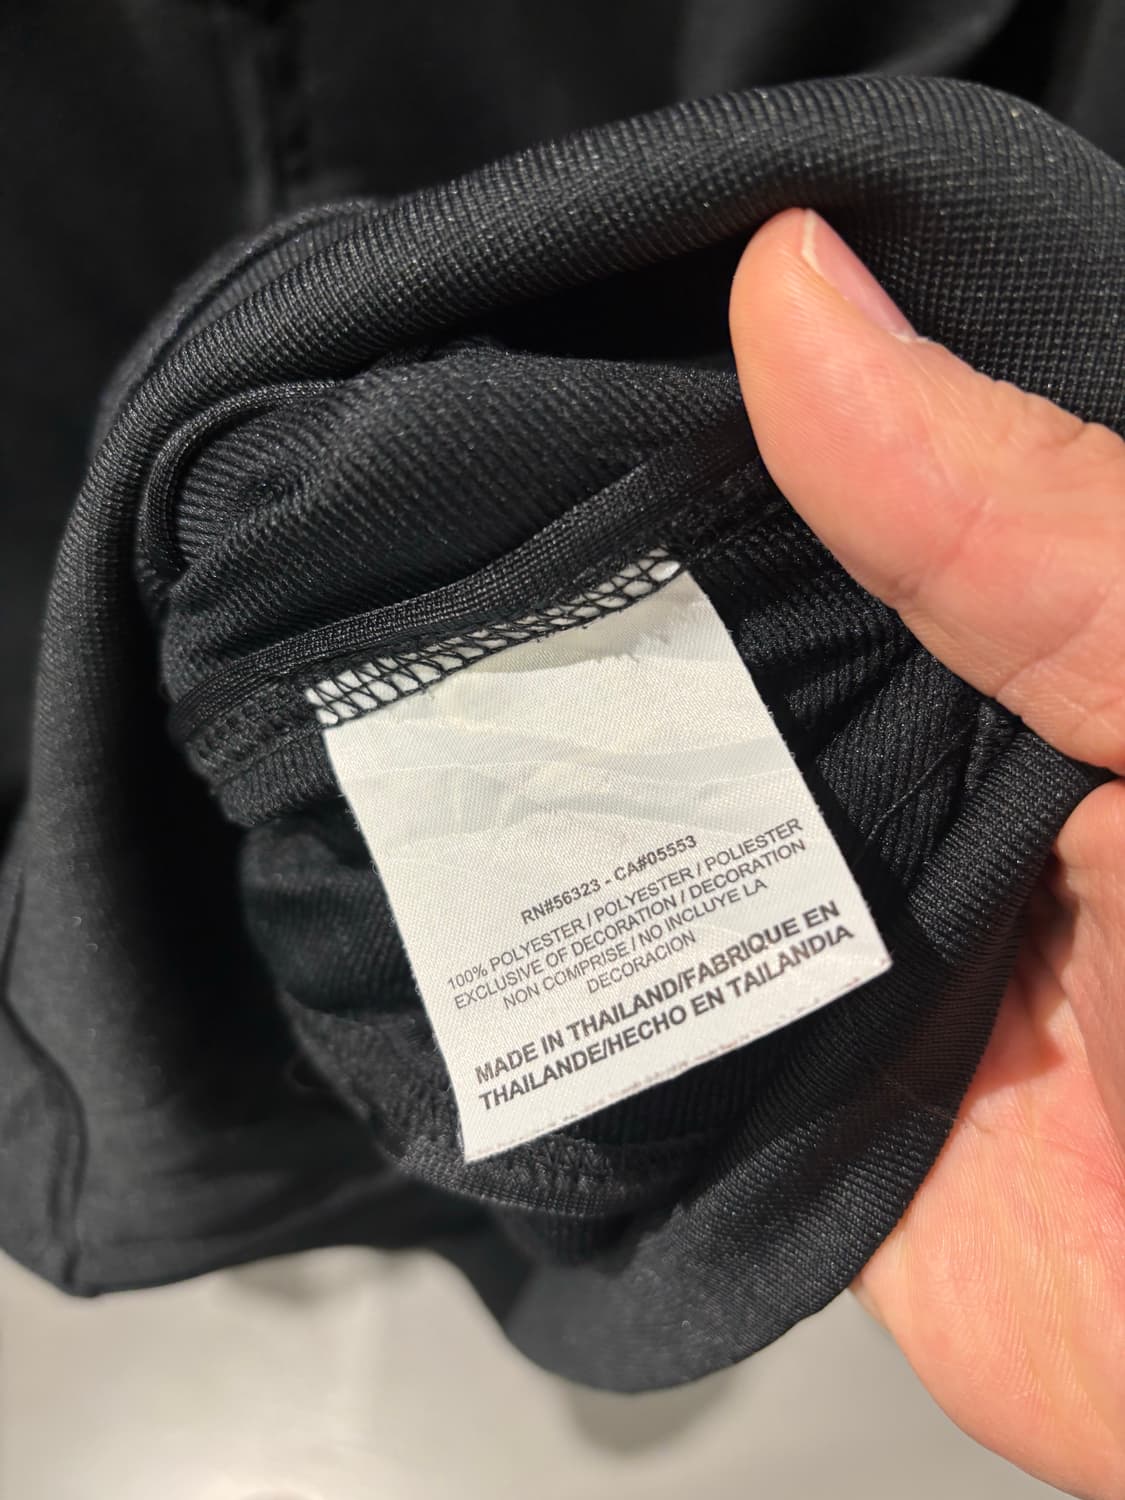 RN#56323 - CA#05553
100% POLYESTER / POLYESTER / POLIESTER
EXCLUSIVE OF DECORATION / DECORATION
NON COMPRISE / NO INCLUYE LA
DECORACION
MADE IN THAILAND/FABRIQUE EN
THAILANDE/HECHO EN TAILANDIA